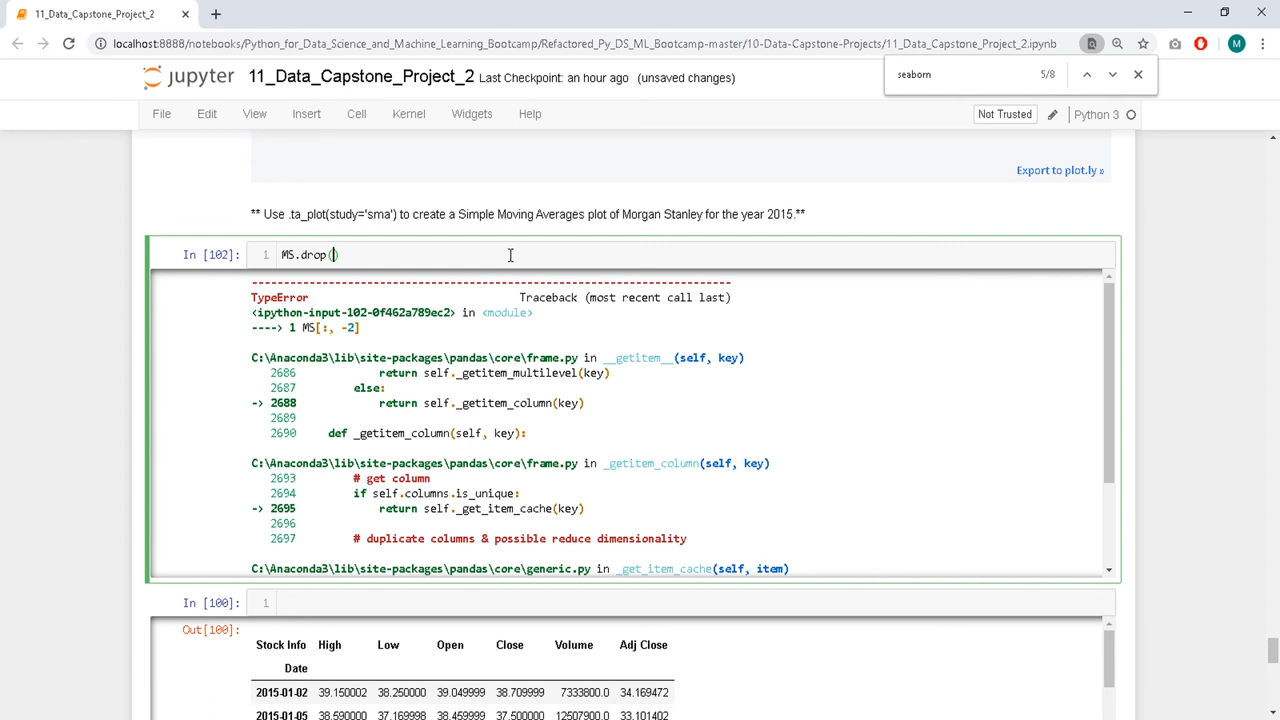 11_Data_Capstone_Project_2
localhost:8888/notebooks/Python_for_Data_Science_and_Machine_Learning_Bootcamp/Refactored_Py_DS_ML_Bootcamp-master/10-Data-Capstone-Projects/11_Data_Capstone_Project_2.ipynb
M
seaborn 5/8
jupyter 11_Data_Capstone_Project_2 Last Checkpoint: an hour ago (unsaved changes)
File Edit View Insert Cell Kernel Widgets Help Not Trusted Python 3
Export to plot.ly »
** Use .ta_plot(study='sma') to create a Simple Moving Averages plot of Morgan Stanley for the year 2015.**
In [102]: 1 MS.drop()
---------------------------------------------------------------------------
TypeError Traceback (most recent call last)
<ipython-input-102-0f462a789ec2> in <module>
----> 1 MS[:, -2]
C:\Anaconda3\lib\site-packages\pandas\core\frame.py in __getitem__(self, key)
2686 return self._getitem_multilevel(key)
2687 else:
-> 2688 return self._getitem_column(key)
2689
2690 def _getitem_column(self, key):
C:\Anaconda3\lib\site-packages\pandas\core\frame.py in _getitem_column(self, key)
2693 # get column
2694 if self.columns.is_unique:
-> 2695 return self._get_item_cache(key)
2696
2697 # duplicate columns & possible reduce dimensionality
C:\Anaconda3\lib\site-packages\pandas\core\generic.py in _get_item_cache(self, item)
In [100]: 1
Out[100]:
Stock Info High Low Open Close Volume Adj Close
Date
2015-01-02 39.150002 38.250000 39.049999 38.709999 7333800.0 34.169472
2015-01-05 38.590000 37.169998 38.459999 37.500000 12507900.0 33.101402